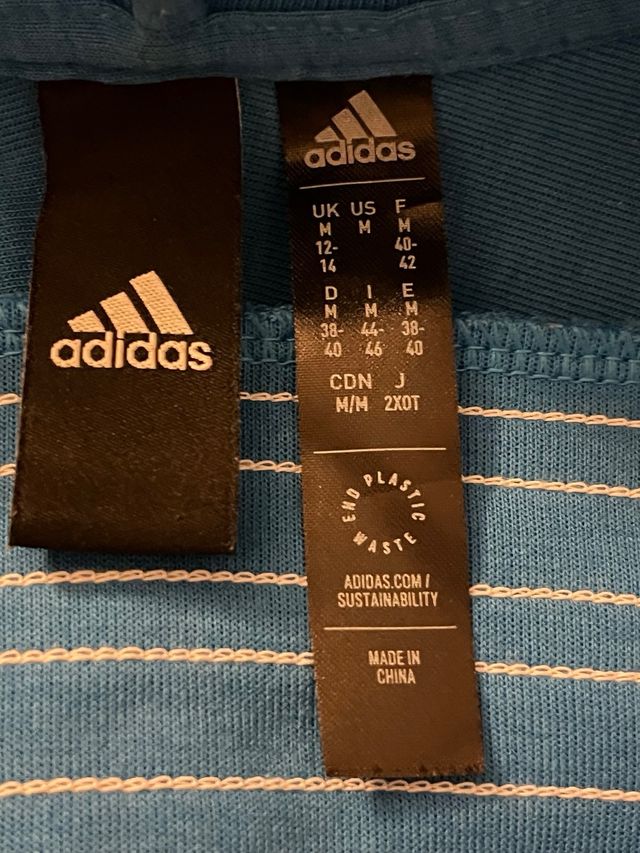 adidas
adidas
UK US F
M M M
12- 40-
14 42
D I E
M M M
38- 44- 38-
40 46 40
CDN J
M/M 2XOT
END PLASTIC WASTE
ADIDAS.COM/
SUSTAINABILITY
MADE IN
CHINA